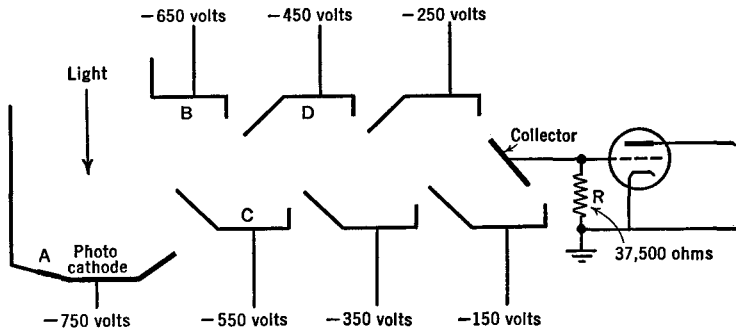 −650 volts
−450 volts
−250 volts
Light
B
D
Collector
A
Photo
cathode
C
R
37,500 ohms
−750 volts
−550 volts
−350 volts
−150 volts